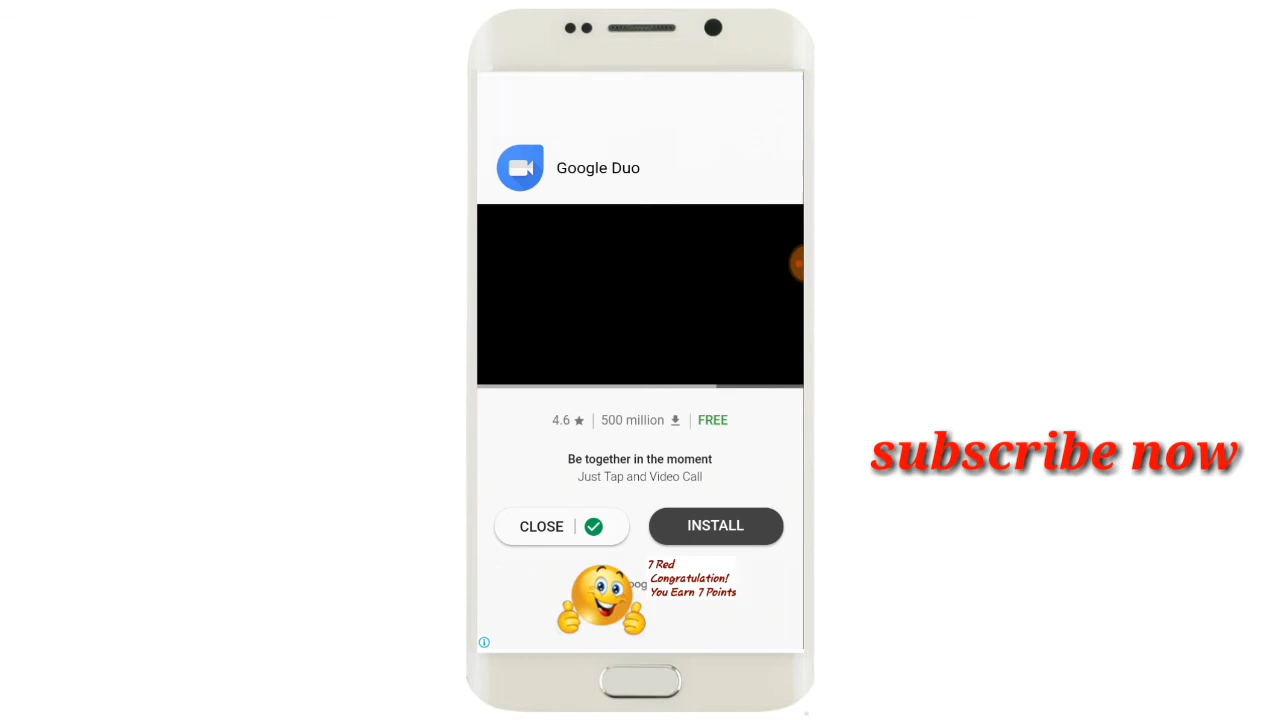 Google Duo
4.6 500 million FREE
Be together in the moment
Just Tap and Video Call
CLOSE INSTALL
7 Red
Congratulation!
You Earn 7 Points
subscribe now